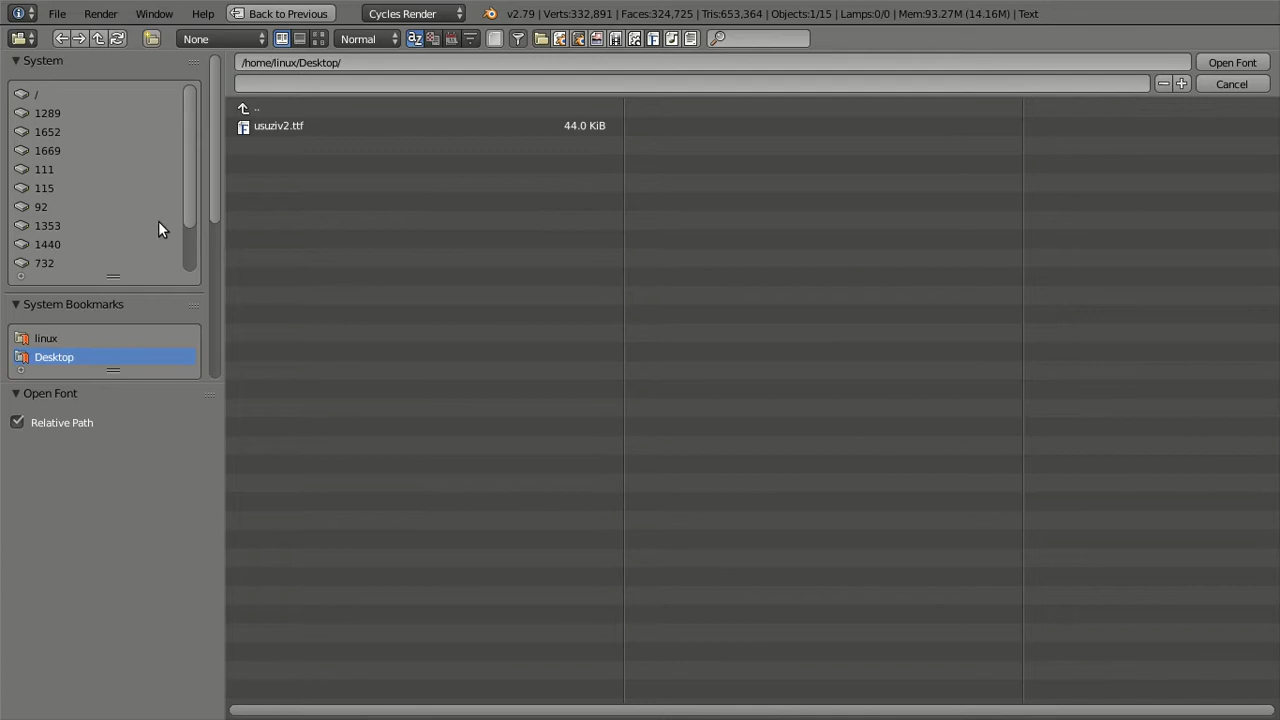 File Render Window Help Back to Previous Cycles Render v2.79 | Verts:332,891 | Faces:324,725 | Tris:653,364 | Objects:1/15 | Lamps:0/0 | Mem:93.27M (14.16M) | Text
None Normal
System
/
1289
1652
1669
111
115
92
1353
1440
732
System Bookmarks
linux
Desktop
Open Font
Relative Path
/home/linux/Desktop/ Open Font
Cancel
..
usuziv2.ttf 44.0 KiB